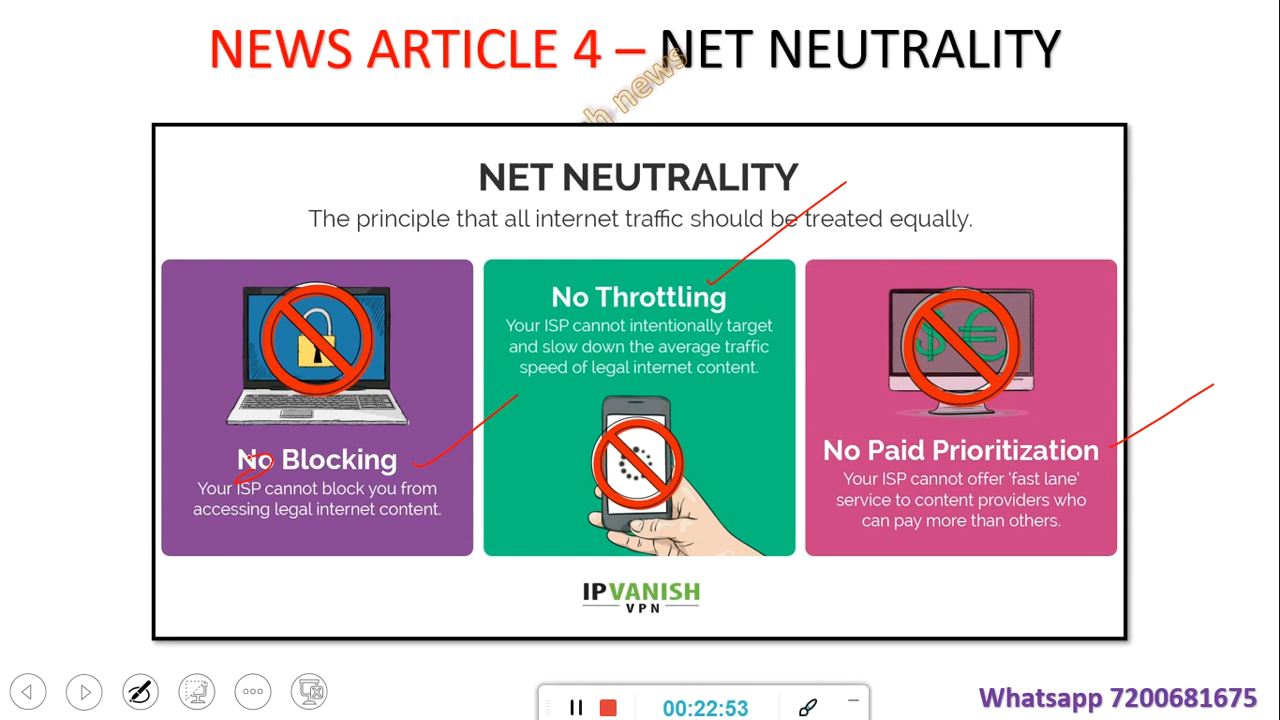 NEWS ARTICLE 4 – NET NEUTRALITY
h news
NET NEUTRALITY
The principle that all internet traffic should be treated equally.
No Blocking
Your ISP cannot block you from
accessing legal internet content.
No Throttling
Your ISP cannot intentionally target
and slow down the average traffic
speed of legal internet content.
$ €
No Paid Prioritization
Your ISP cannot offer 'fast lane'
service to content providers who
can pay more than others.
IPVANISH
VPN
00:22:53
Whatsapp 7200681675